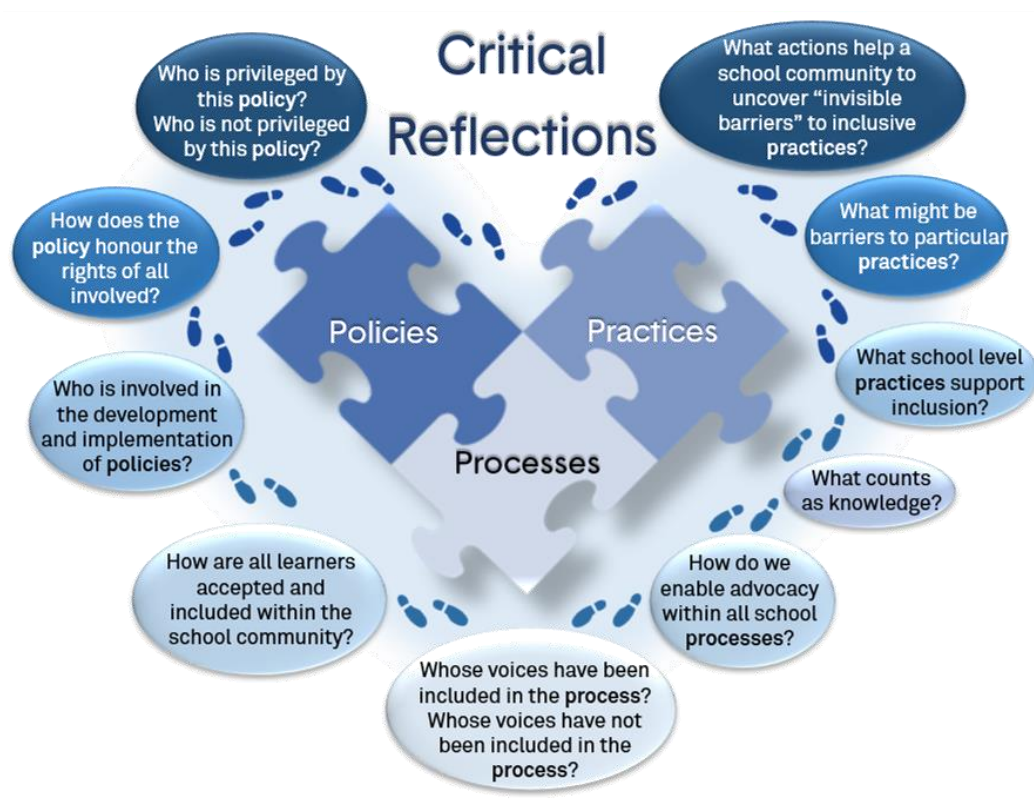 Critical
Reflections
Who is privileged by
this policy?
Who is not privileged
by this policy?
What actions help a
school community to
uncover “invisible
barriers” to inclusive
practices?
How does the
policy honour the
rights of all
involved?
What might be
barriers to particular
practices?
Policies
Practices
Processes
Who is involved in
the development
and implementation
of policies?
What school level
practices support
inclusion?
What counts
as knowledge?
How are all learners
accepted and
included within the
school community?
How do we
enable advocacy
within all school
processes?
Whose voices have been
included in the process?
Whose voices have not
been included in the
process?